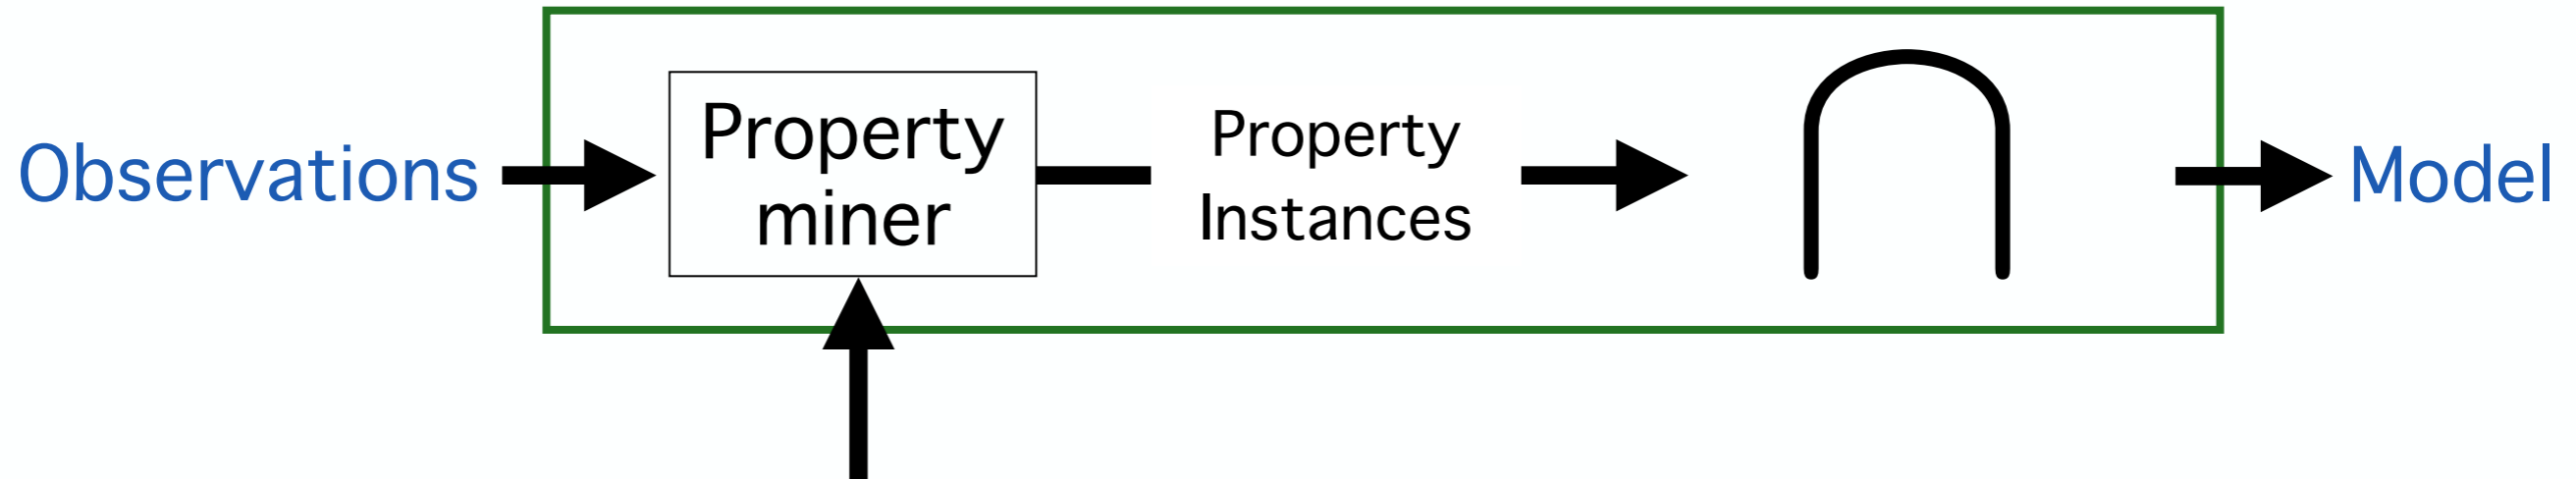 Observations
Property
miner
Property
Instances
∩
Model